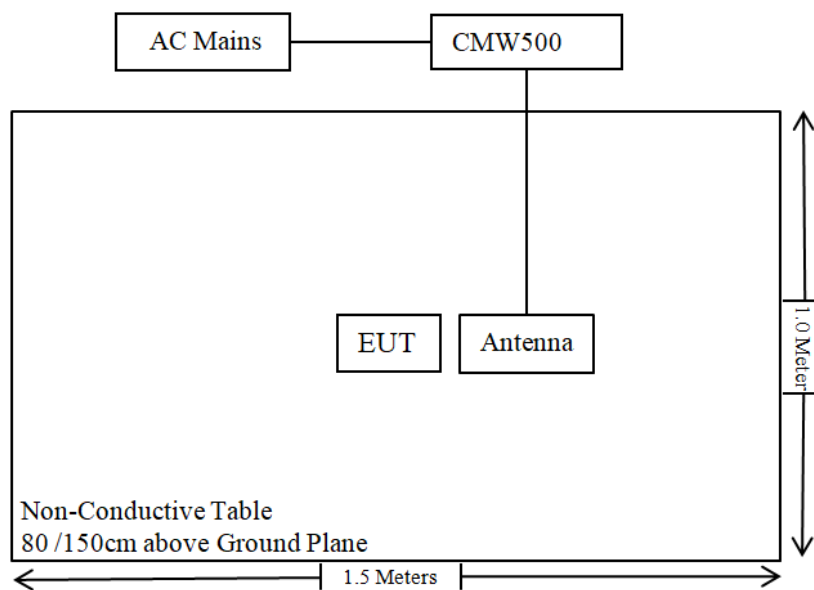 AC Mains
CMW500
EUT
Antenna
1.0 Meter
Non-Conductive Table
80 /150cm above Ground Plane
1.5 Meters